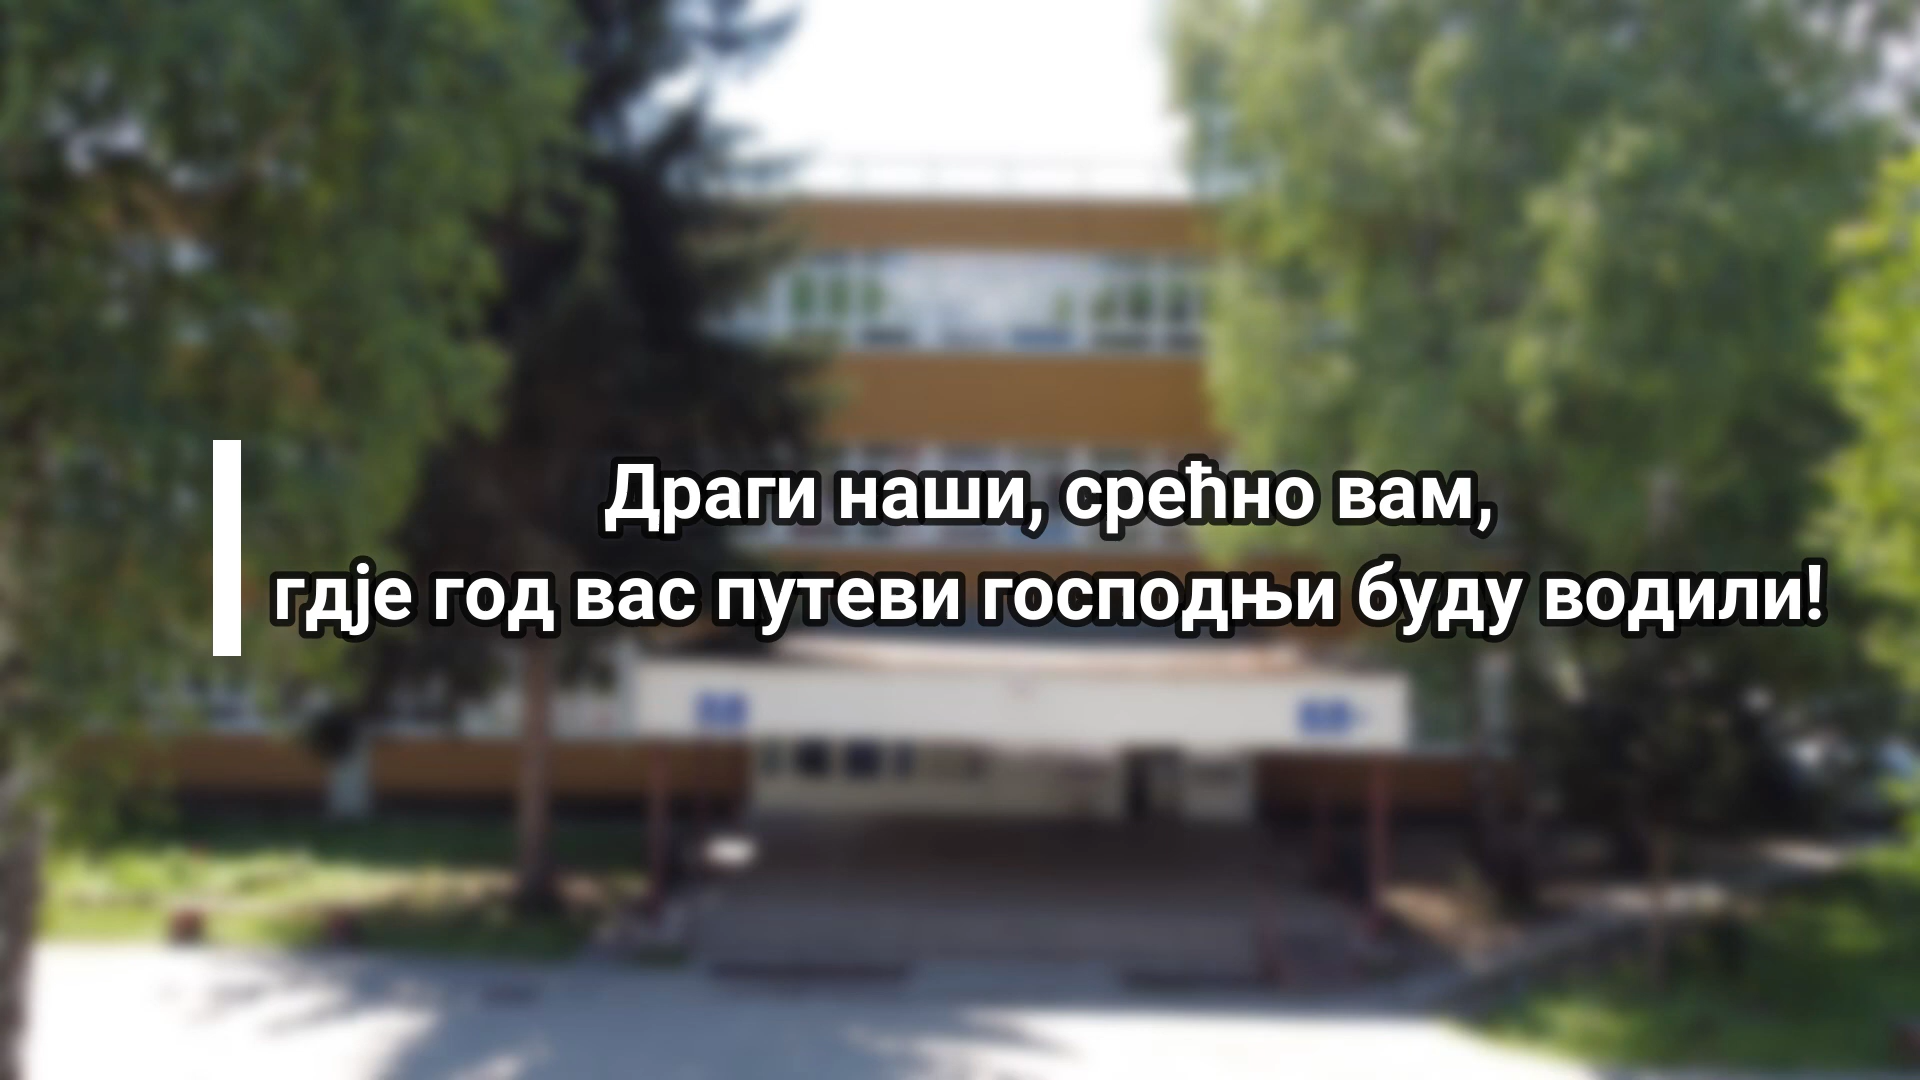 Драги наши, срећно вам,
гдје год вас путеви господњи буду водили!